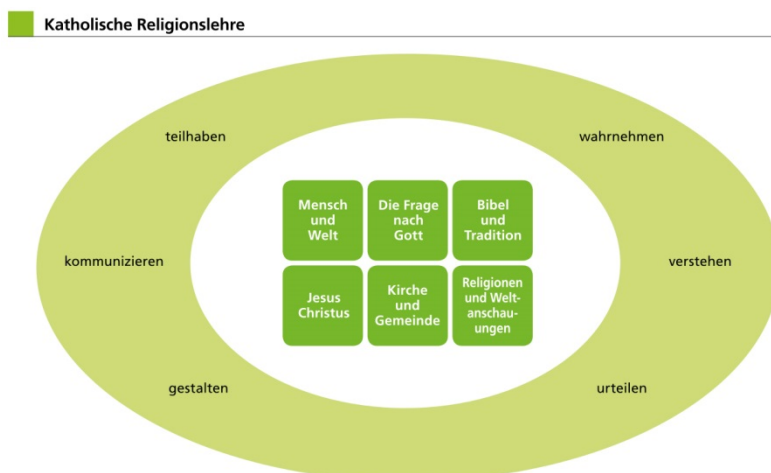 Katholische Religionslehre
teilhaben
wahrnehmen
Mensch
und
Welt
Die Frage
nach
Gott
Bibel
und
Tradition
kommunizieren
verstehen
Jesus
Christus
Kirche
und
Gemeinde
Religionen
und Welt-
anschau-
ungen
gestalten
urteilen